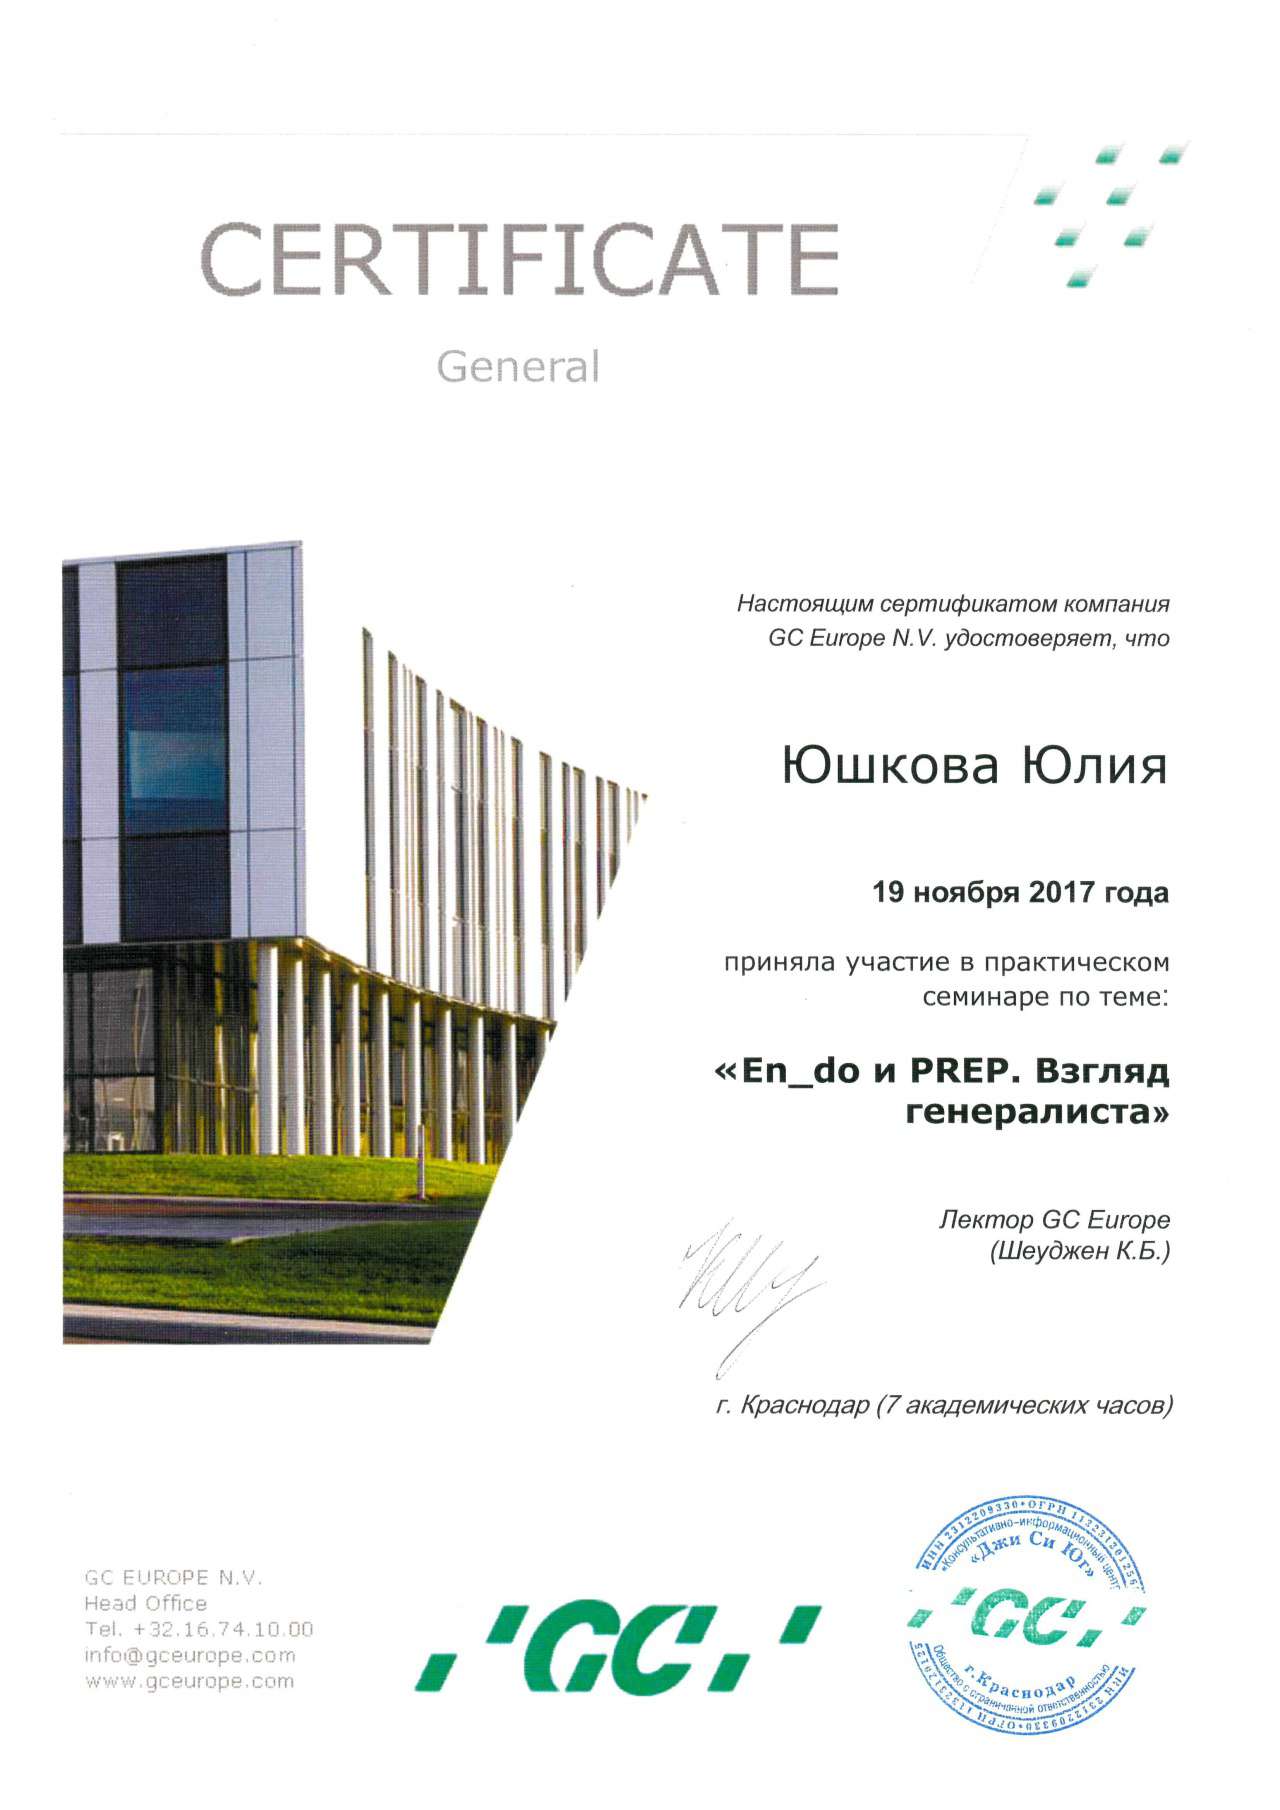 CERTIFICATE
General
Настоящим сертификатом компания
GC Europe N.V. удостоверяет, что
Юшкова Юлия
19 ноября 2017 года
приняла участие в практическом
семинаре по теме:
«En_do и PREP. Взгляд
генералиста»
Лектор GC Europe
(Шеуджен К.Б.)
г. Краснодар (7 академических часов)
GC EUROPE N.V.
Head Office
Tel. +32.16.74.10.00
info@gceurope.com
www.gceurope.com
GC
ИНН 2312209330 • ОГРН
«Консультативно-информационный центр
«Джи Си Юг»
GC
г. Краснодар
Общество с ограниченной ответственностью
ИНН 2312209330 • ОГРН